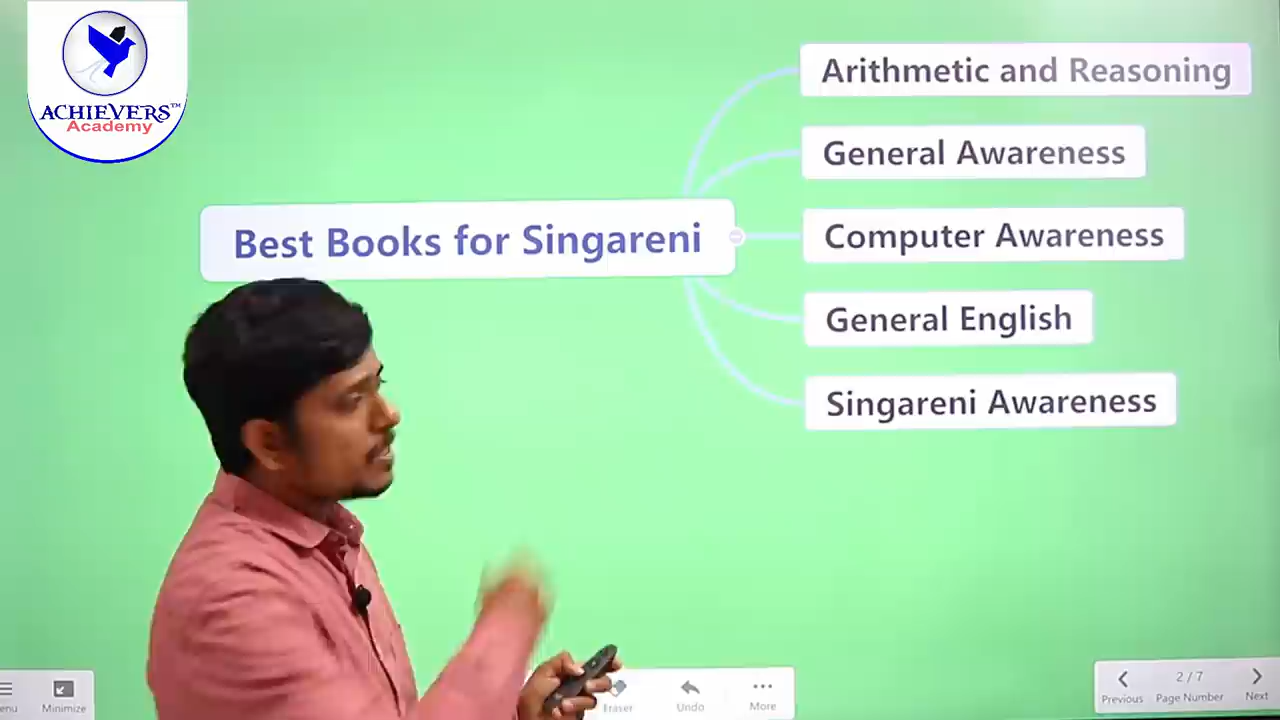 ACHIEVERS™
Academy
Best Books for Singareni
Arithmetic and Reasoning
General Awareness
Computer Awareness
General English
Singareni Awareness
Minimize
Eraser
Undo
More
Previous
2 / 7
Page Number
Next